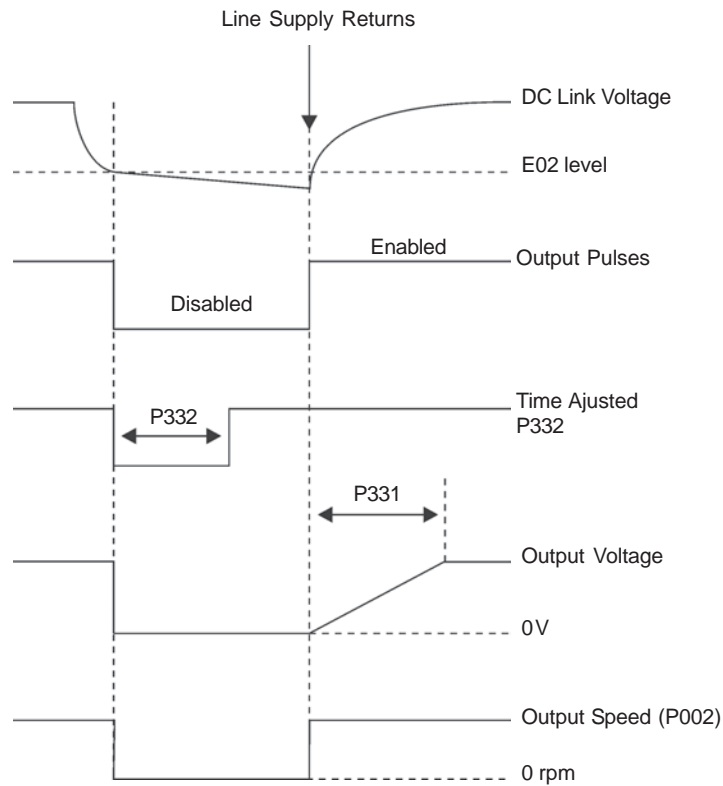 Line Supply Returns
DC Link Voltage
E02 level
Enabled
Output Pulses
Disabled
Time Ajusted
P332
P332
P331
Output Voltage
0V
Output Speed (P002)
0 rpm